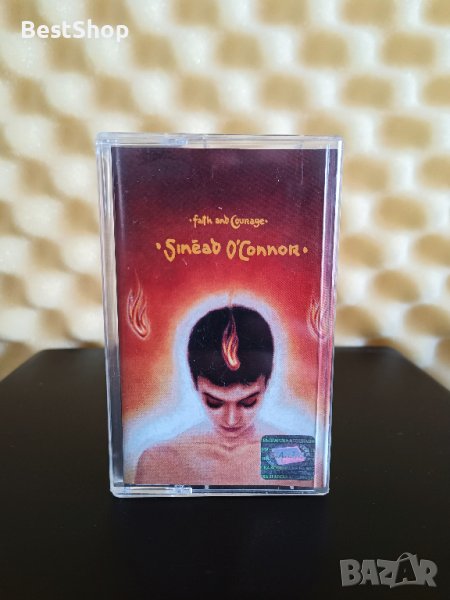 BestShop
•faith and Courage•
•Sinéad O'Connor•
BAZAR